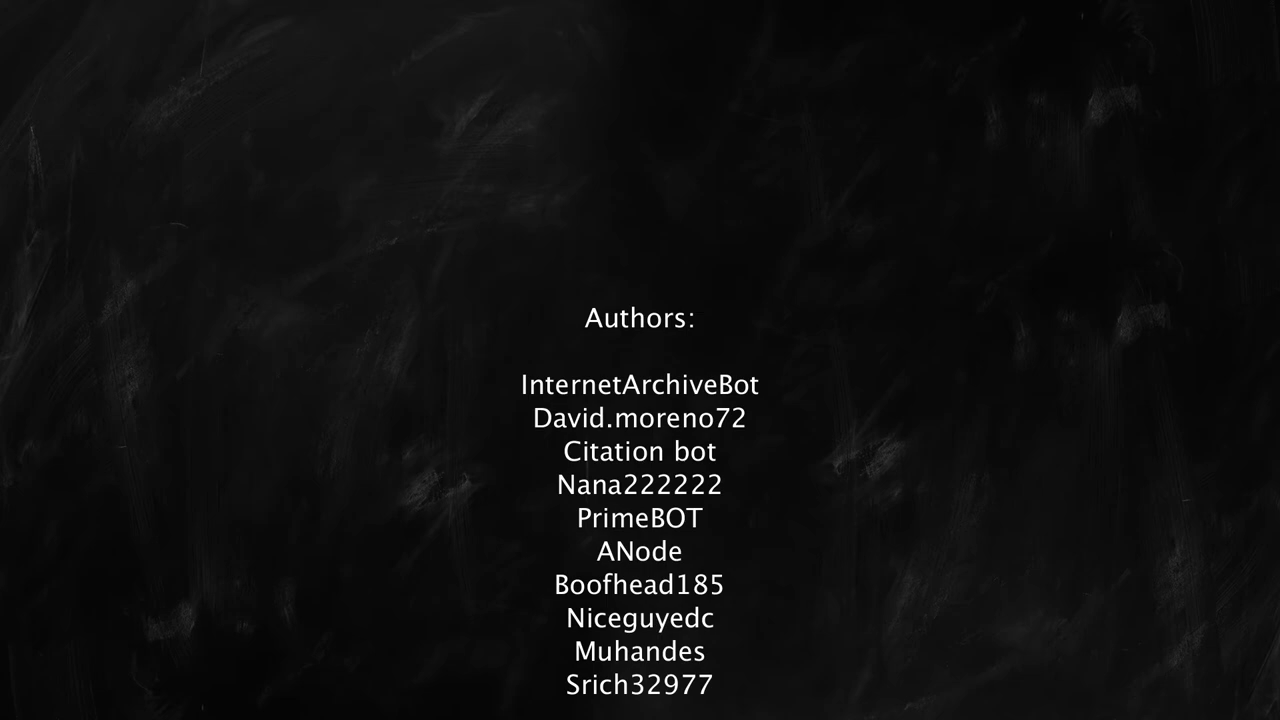 Authors:
InternetArchiveBot
David.moreno72
Citation bot
Nana222222
PrimeBOT
ANode
Boofhead185
Niceguyedc
Muhandes
Srich32977